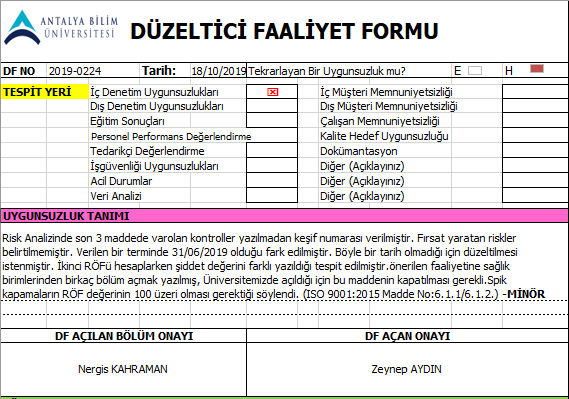 ANTALYA BİLİM
ÜNİVERSİTESİ
DÜZELTİCİ FAALİYET FORMU
DF NO 2019-0224 Tarih: 18/10/2019 Tekrarlayan Bir Uygunsuzluk mu? E H
TESPİT YERİ İç Denetim Uygunsuzlukları İç Müşteri Memnuniyetsizliği
Dış Denetim Uygunsuzlukları Dış Müşteri Memnuniyetsizliği
Eğitim Sonuçları Çalışan Memnuniyetsizliği
Personel Performans Değerlendirme Kalite Hedef Uygunsuzluğu
Tedarikçi Değerlendirme Dokümantasyon
İşgüvenliği Uygunsuzlukları Diğer (Açıklayınız)
Acil Durumlar Diğer (Açıklayınız)
Veri Analizi Diğer (Açıklayınız)
UYGUNSUZLUK TANIMI
Risk Analizinde son 3 maddede varolan kontroller yazılmadan keşif numarası verilmiştir. Fırsat yaratan riskler
belirtilmemiştir. Verilen bir terminde 31/06/2019 olduğu fark edilmiştir. Böyle bir tarih olmadığı için düzeltilmesi
istenmiştir. İkinci RÖFü hesaplarken şiddet değerini farklı yazıldığı tespit edilmiştir.önerilen faaliyetine sağlık
birimlerinden birkaç bölüm açmak yazılmış, Üniversitemizde açıldığı için bu maddenin kapatılması gerekli.Spik
kapamaların RÖF değerinin 100 üzeri olması gerektiği söylendi. (ISO 9001:2015 Madde No:6.1.1/6.1.2.) -MİNÖR
DF AÇILAN BÖLÜM ONAYI DF AÇAN ONAYI
Nergis KAHRAMAN Zeynep AYDIN